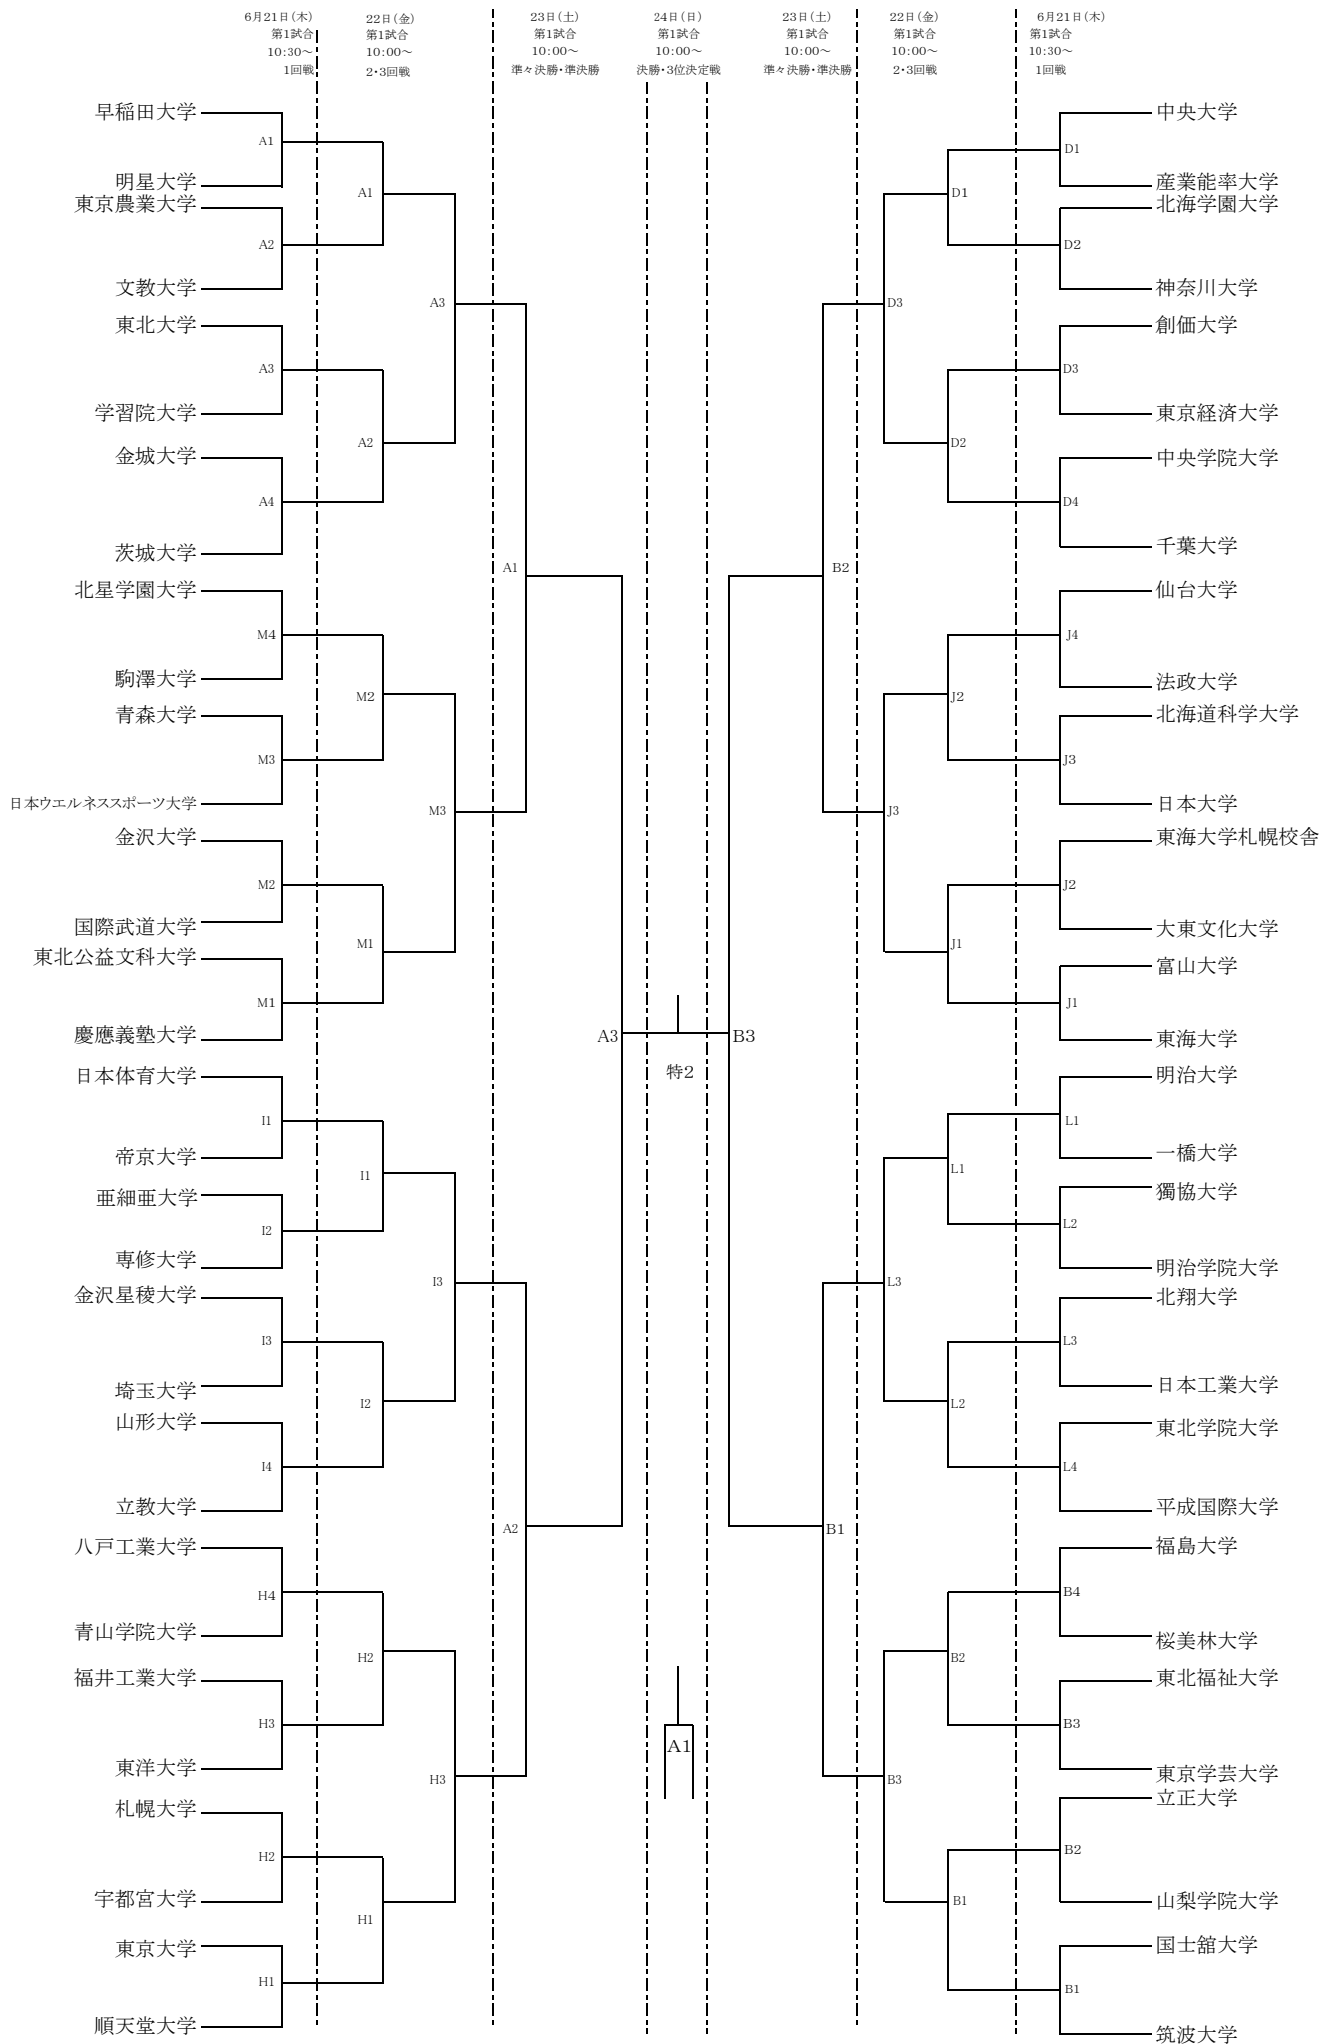 6月21日(木)
第1試合
10:30～
1回戦
22日(金)
第1試合
10:00～
2・3回戦
23日(土)
第1試合
10:00～
準々決勝・準決勝
24日(日)
第1試合
10:00～
決勝・3位決定戦
23日(土)
第1試合
10:00～
準々決勝・準決勝
22日(金)
第1試合
10:00～
2・3回戦
6月21日(木)
第1試合
10:30～
1回戦
早稲田大学
A1
明星大学
東京農業大学
A2
文教大学
東北大学
A3
学習院大学
金城大学
A4
茨城大学
北星学園大学
M4
駒澤大学
青森大学
M3
日本ウエルネススポーツ大学
金沢大学
M2
国際武道大学
東北公益文科大学
M1
慶應義塾大学
日本体育大学
I1
帝京大学
亜細亜大学
I2
専修大学
金沢星稜大学
I3
埼玉大学
山形大学
I4
立教大学
八戸工業大学
H4
青山学院大学
福井工業大学
H3
東洋大学
札幌大学
H2
宇都宮大学
東京大学
H1
順天堂大学
A1
A2
M2
M1
I1
I2
H2
H1
A3
M3
I3
H3
A1
A2
A3
特2
A1
B3
B2
B1
D3
J3
L3
B3
D1
D2
J2
J1
L1
L2
B2
B1
中央大学
D1
産業能率大学
北海学園大学
D2
神奈川大学
創価大学
D3
東京経済大学
中央学院大学
D4
千葉大学
仙台大学
J4
法政大学
北海道科学大学
J3
日本大学
東海大学札幌校舎
J2
大東文化大学
富山大学
J1
東海大学
明治大学
L1
一橋大学
獨協大学
L2
明治学院大学
北翔大学
L3
日本工業大学
東北学院大学
L4
平成国際大学
福島大学
B4
桜美林大学
東北福祉大学
B3
東京学芸大学
立正大学
B2
山梨学院大学
国士舘大学
B1
筑波大学